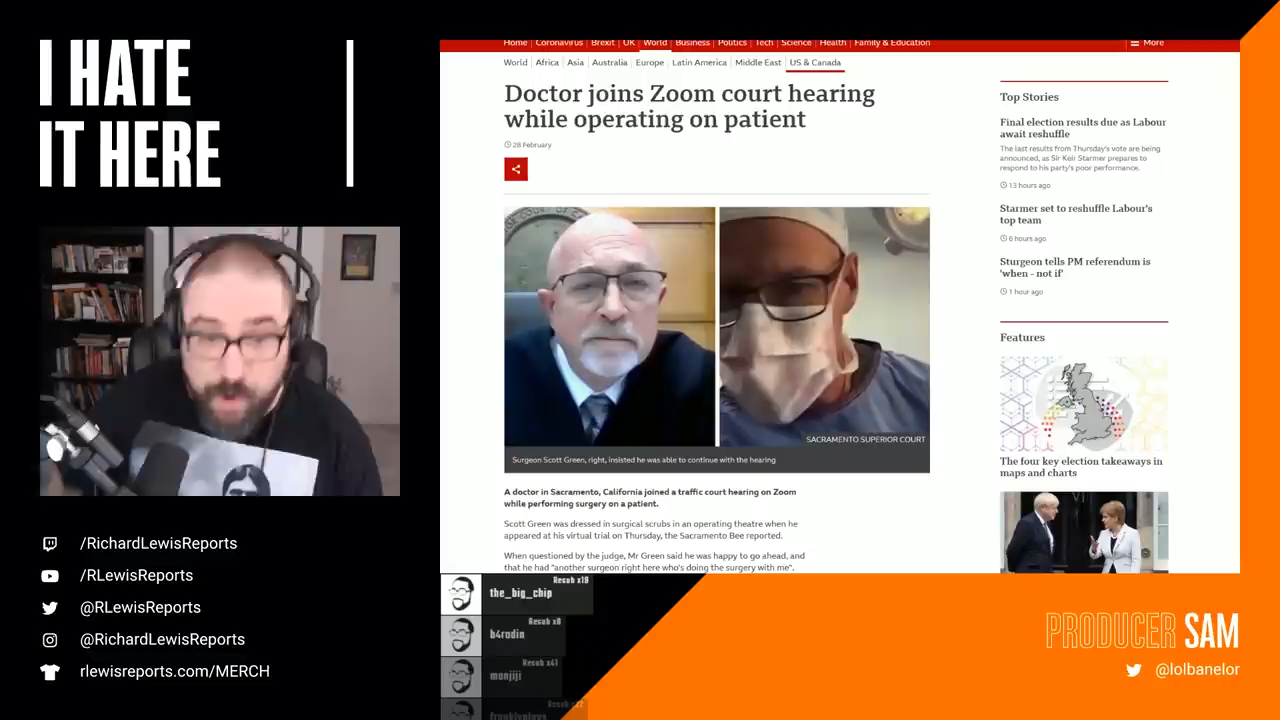 I HATE
IT HERE
/RichardLewisReports
/RLewisReports
@RLewisReports
@RichardLewisReports
rlewisreports.com/MERCH
Home Coronavirus Brexit UK World Business Politics Tech Science Health Family & Education
More
World Africa Asia Australia Europe Latin America Middle East US & Canada
Doctor joins Zoom court hearing
while operating on patient
28 February
SACRAMENTO SUPERIOR COURT
Surgeon Scott Green, right, insisted he was able to continue with the hearing
A doctor in Sacramento, California joined a traffic court hearing on Zoom
while performing surgery on a patient.
Scott Green was dressed in surgical scrubs in an operating theatre when he
appeared at his virtual trial on Thursday, the Sacramento Bee reported.
When questioned by the judge, Mr Green said he was happy to go ahead, and
that he had "another surgeon right here who's doing the surgery with me".
Top Stories
Final election results due as Labour
await reshuffle
The last results from Thursday's vote are being
announced, as Sir Keir Starmer prepares to
respond to his party's poor performance.
13 hours ago
Starmer set to reshuffle Labour's
top team
6 hours ago
Sturgeon tells PM referendum is
'when - not if'
1 hour ago
Features
The four key election takeaways in
maps and charts
Resub x19
the_big_chip
Resub x8
b4rodin
Resub x41
manjiji
PRODUCER SAM
@lolbanelor